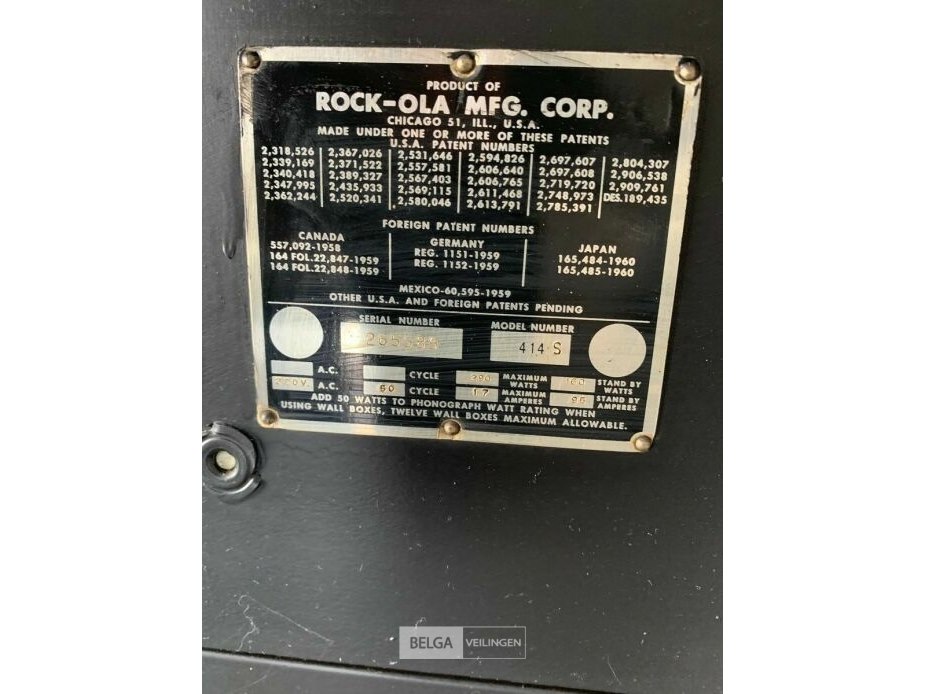 PRODUCT OF
ROCK-OLA MFG. CORP.
CHICAGO 51, ILL., U.S.A.
MADE UNDER ONE OR MORE OF THESE PATENTS
U.S.A. PATENT NUMBERS
2,318,526 2,367,026 2,531,646 2,594,826 2,697,607 2,804,307
2,339,169 2,371,522 2,557,581 2,606,640 2,697,608 2,906,538
2,340,418 2,389,327 2,567,403 2,606,765 2,719,720 2,909,761
2,347,995 2,435,933 2,569,115 2,611,468 2,748,973 DES. 189,435
2,362,244 2,520,341 2,580,046 2,613,791 2,785,391
FOREIGN PATENT NUMBERS
CANADA GERMANY JAPAN
557,092-1958 REG. 1151-1959 165,484-1960
164 FOL.22,847-1959 REG. 1152-1959 165,485-1960
164 FOL.22,848-1959
MEXICO-60,595-1959
OTHER U.S.A. AND FOREIGN PATENTS PENDING
SERIAL NUMBER MODEL NUMBER
414 S
A.C. CYCLE 290 MAXIMUM WATTS 160 STAND BY WATTS
220V. A.C. 50 CYCLE 1.7 MAXIMUM AMPERES STAND BY AMPERES
ADD 50 WATTS TO PHONOGRAPH WATT RATING WHEN
USING WALL BOXES, TWELVE WALL BOXES MAXIMUM ALLOWABLE.
BELGA VEILINGEN